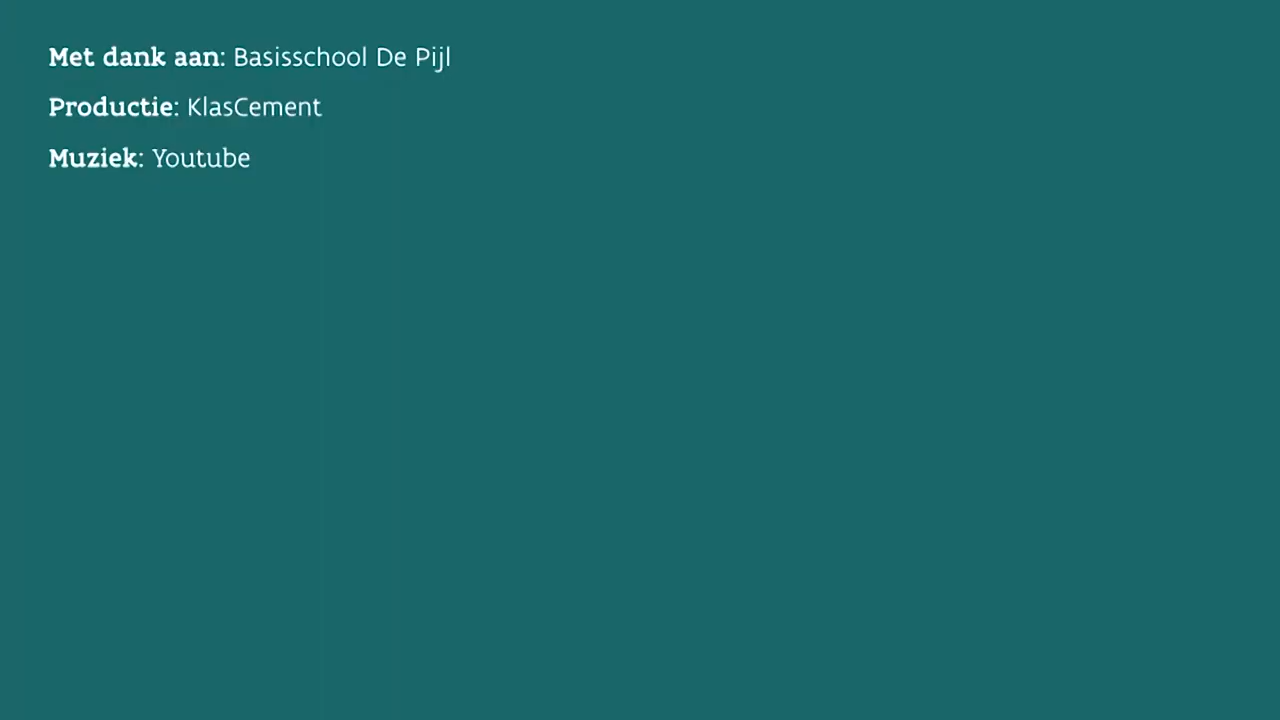 Met dank aan: Basisschool De Pijl
Productie: KlasCement
Muziek: Youtube